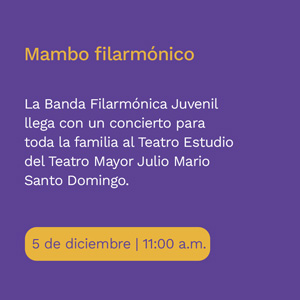 Mambo filarmónico
La Banda Filarmónica Juvenil
llega con un concierto para
toda la familia al Teatro Estudio
del Teatro Mayor Julio Mario
Santo Domingo.
5 de diciembre | 11:00 a.m.